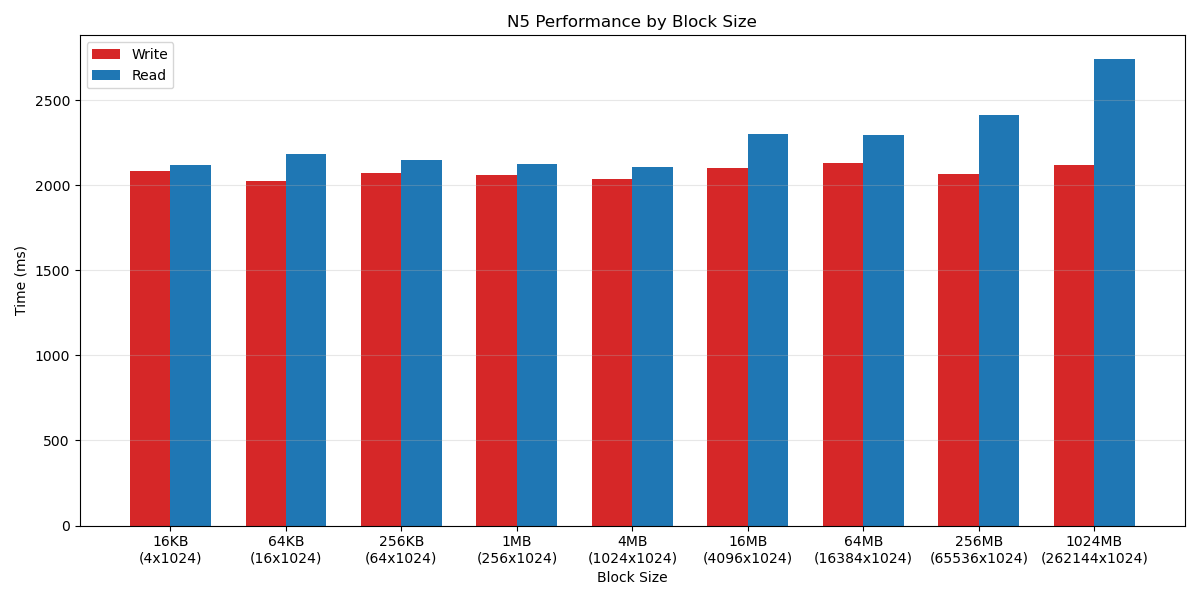 N5 Performance by Block Size
Write
Read
Time (ms)
2500
2000
1500
1000
500
0
16KB 64KB 256KB 1MB 4MB 16MB 64MB 256MB 1024MB
(4x1024) (16x1024) (64x1024) (256x1024) (1024x1024) (4096x1024) (16384x1024) (65536x1024) (262144x1024)
Block Size